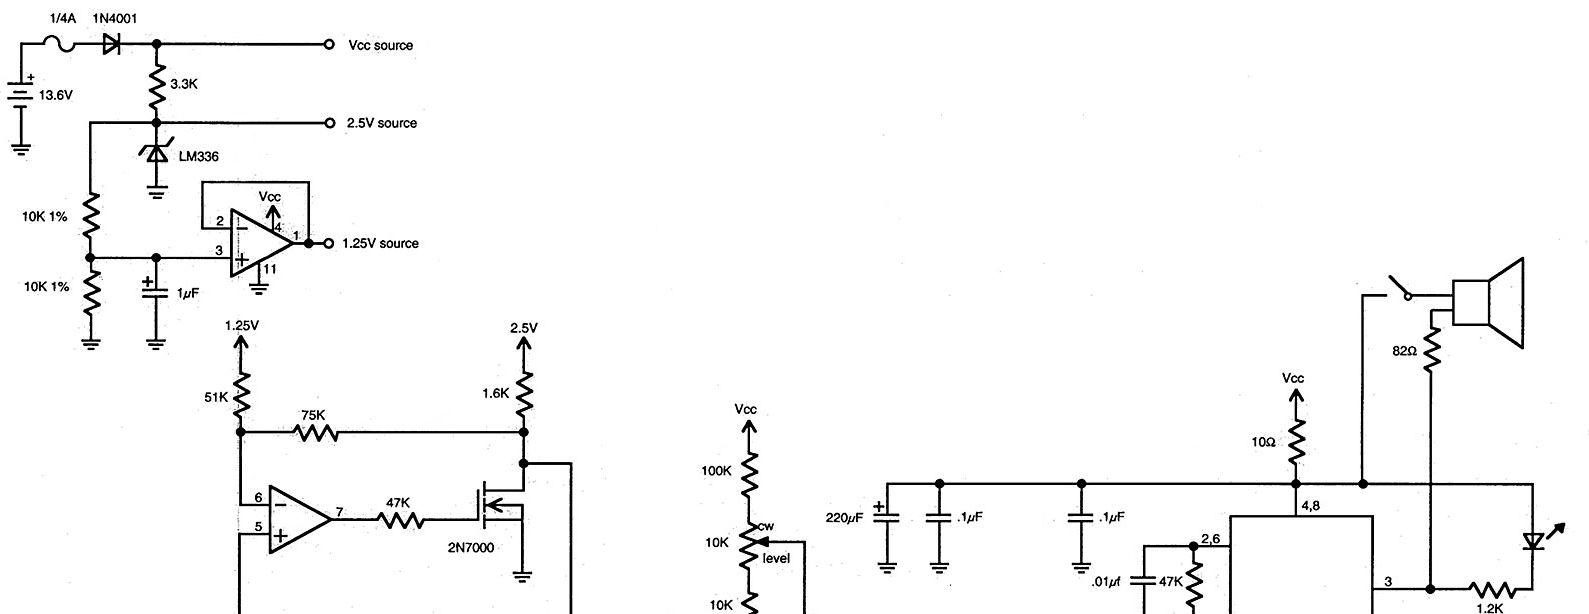 1/4A 1N4001
Vcc source
3.3K
+
13.6V
2.5V source
LM336
10K 1%
Vcc
2
4
1
1.25V source
3
11
10K 1%
+
1µF
1.25V
2.5V
51K
1.6K
75K
6
47K
7
5
2N7000
Vcc
100K
cw
10K
level
10K
82Ω
Vcc
10Ω
4,8
+
220µF
.1µF
.1µF
2,6
.01µf
47K
3
1.2K